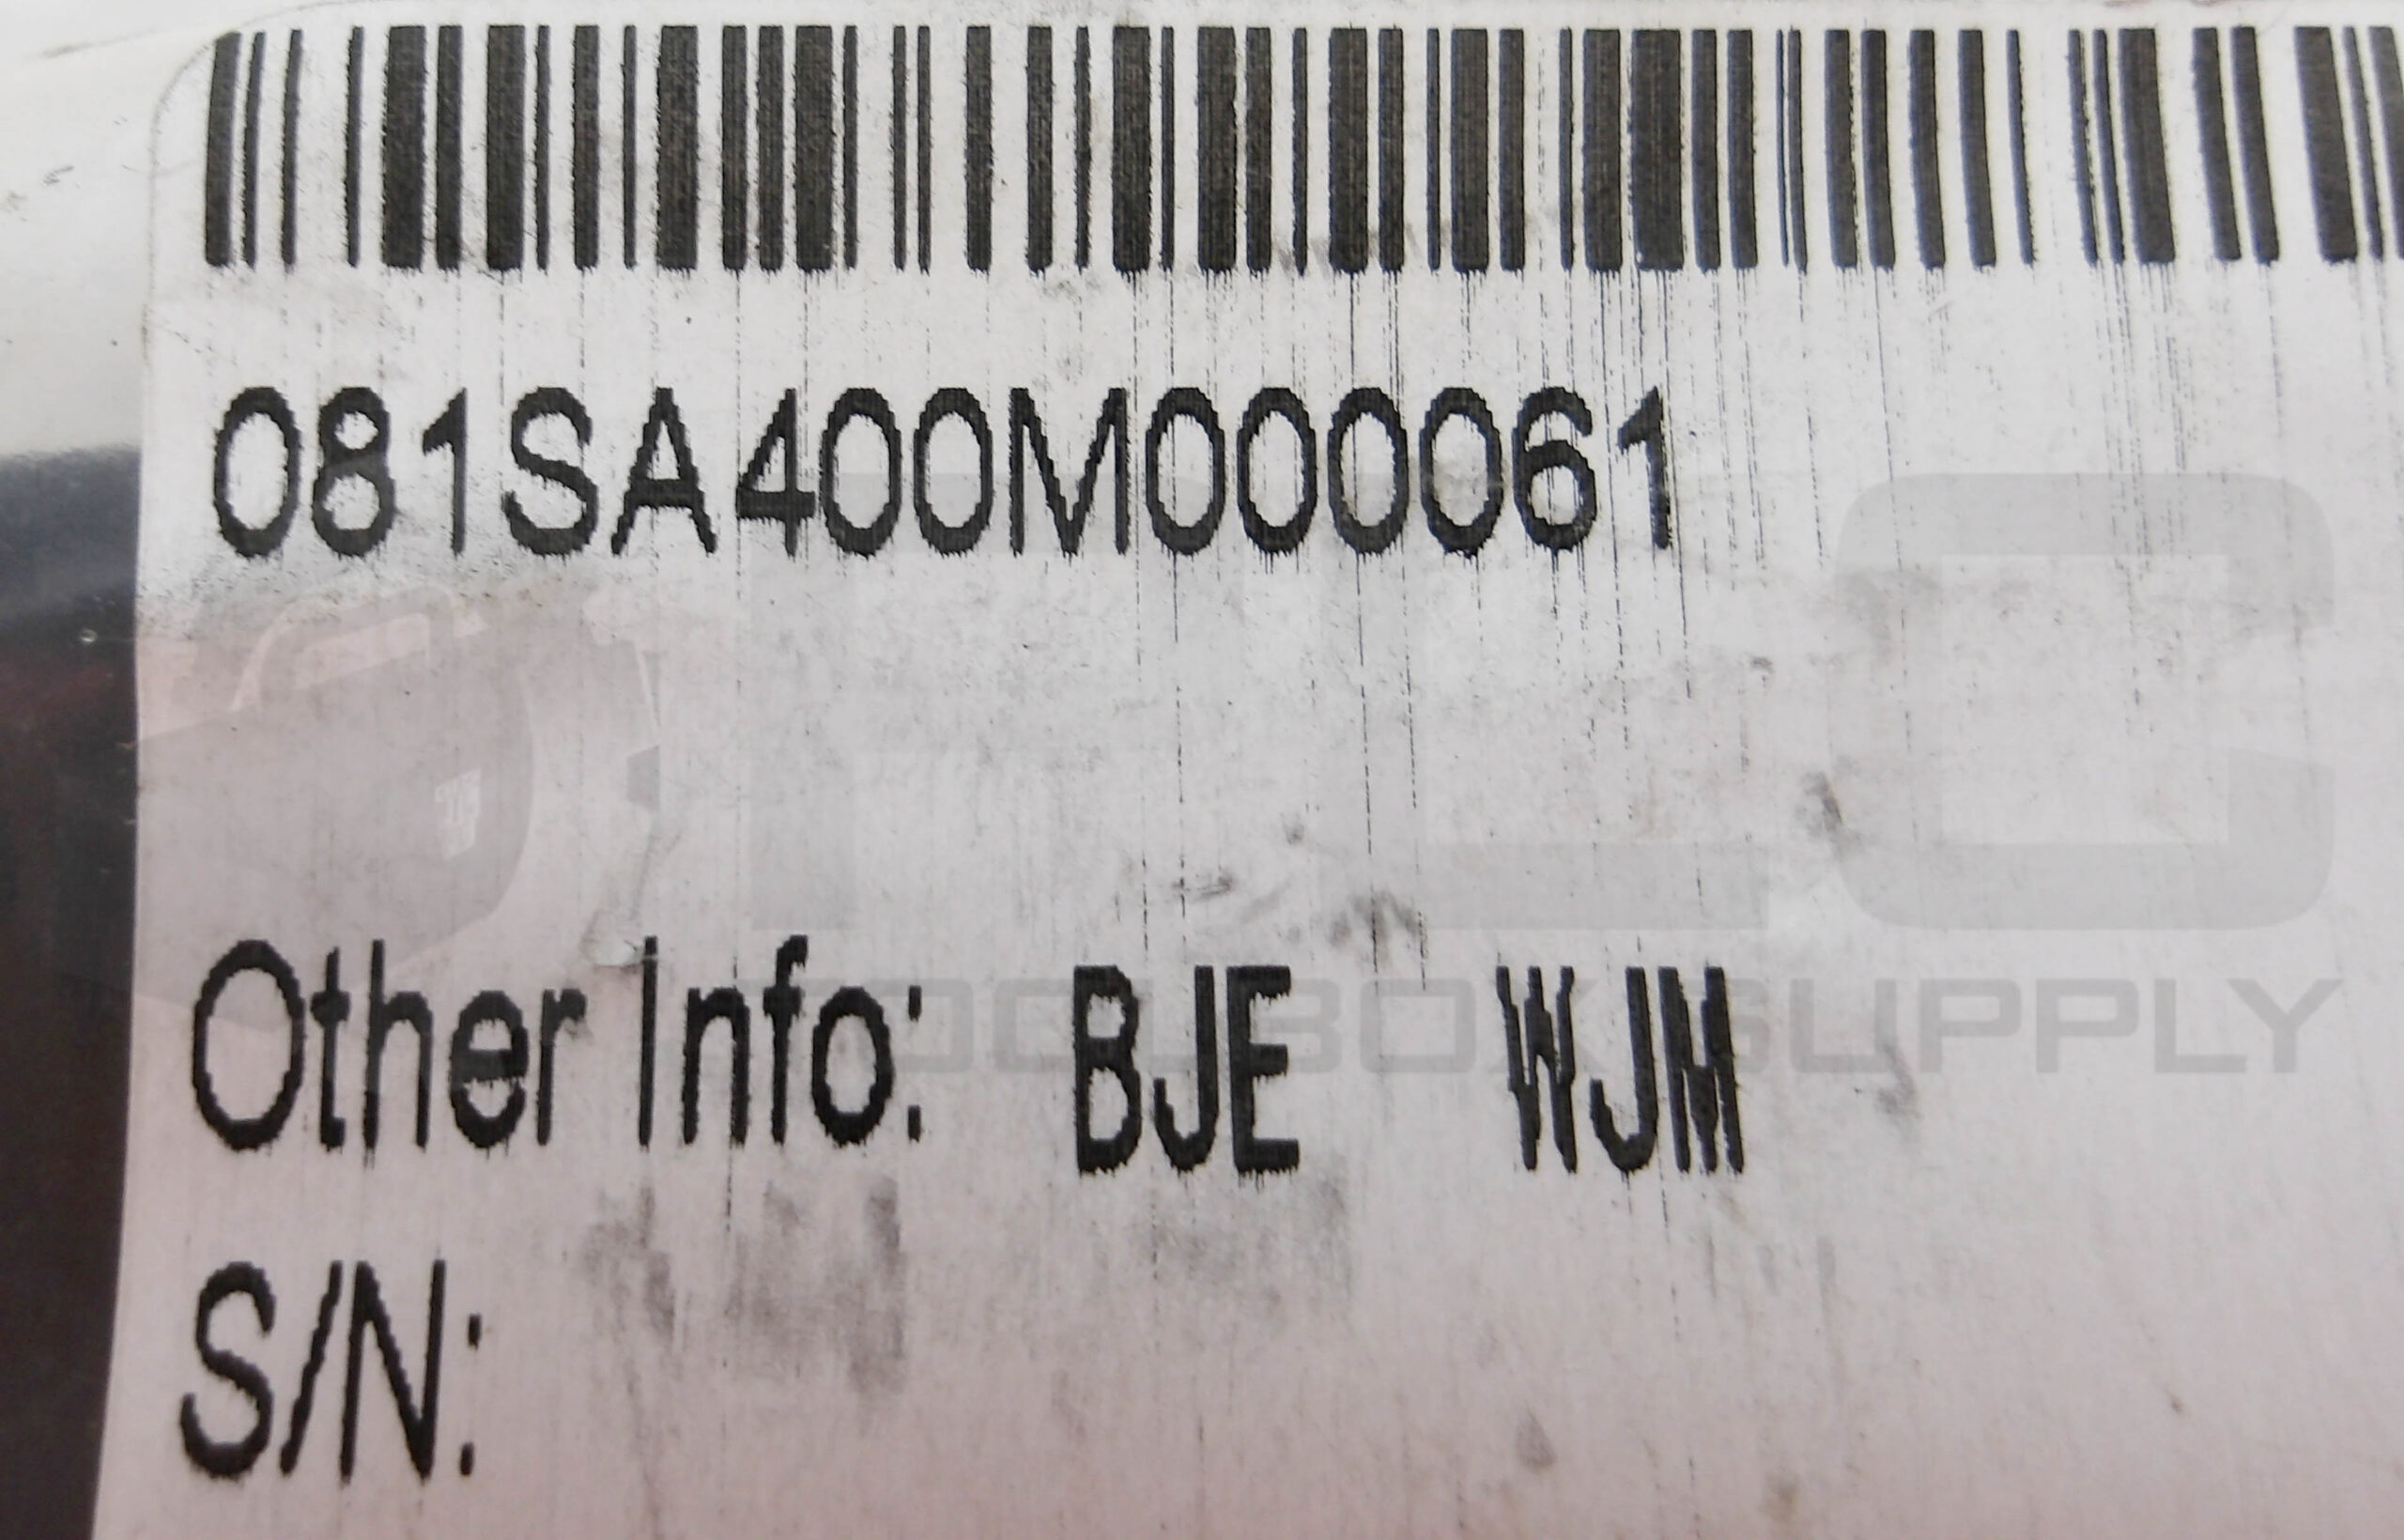 081SA400M000061
Other Info: BJE WJM
S/N: